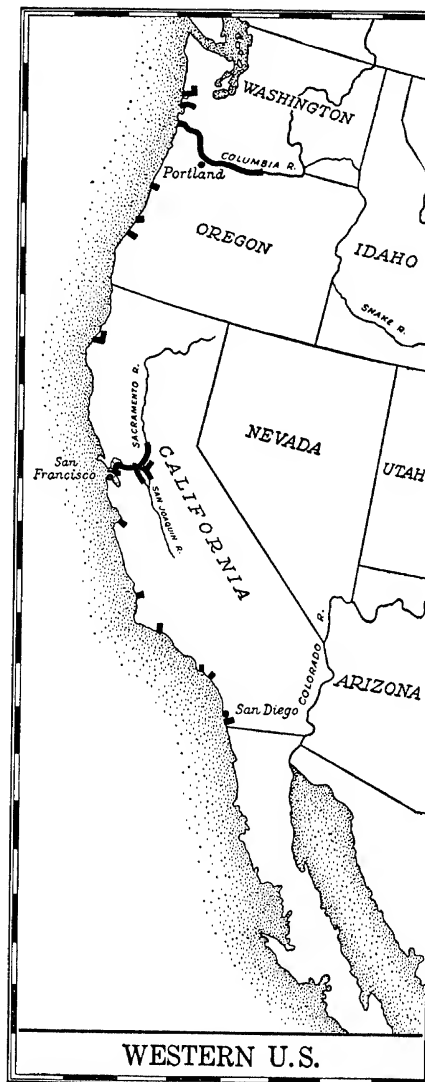 WASHINGTON
COLUMBIA R.
Portland
OREGON
IDAHO
SNAKE R.
SACRAMENTO R.
NEVADA
UTAH
San
Francisco
SAN JOAQUIN R.
CALIFORNIA
COLORADO R.
ARIZONA
San Diego
WESTERN U.S.